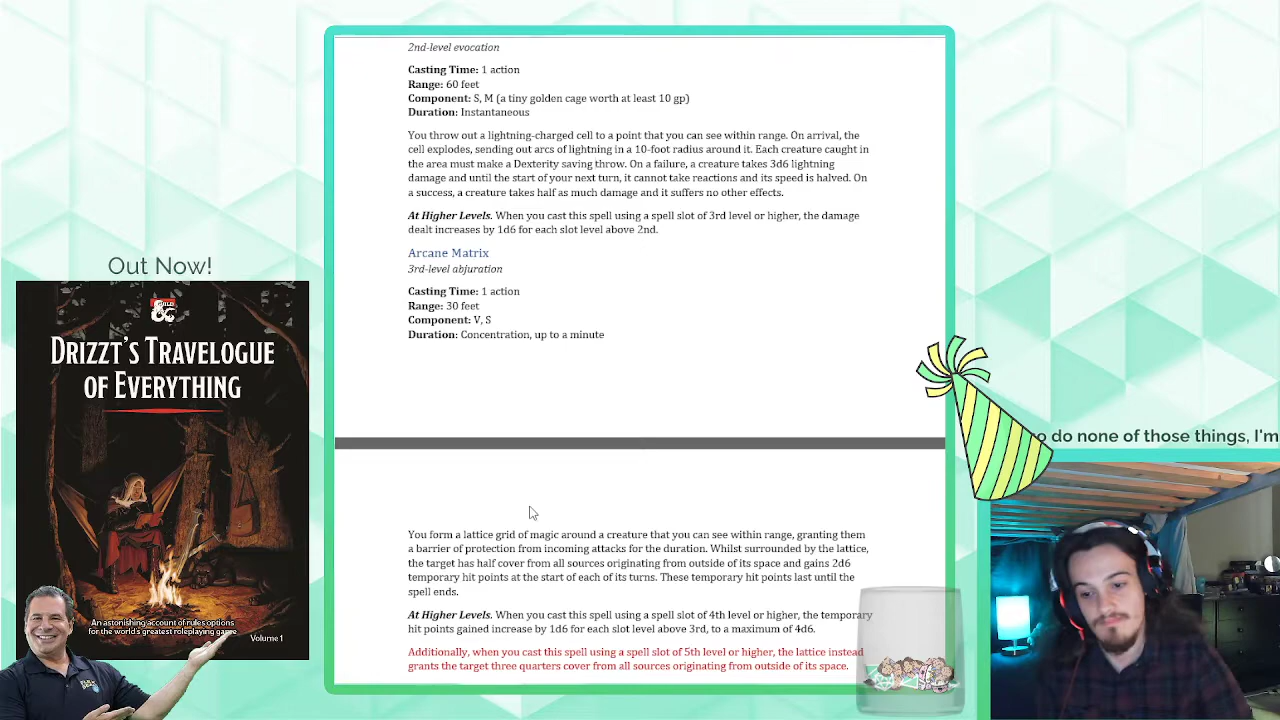 2nd-level evocation
Casting Time: 1 action
Range: 60 feet
Component: S, M (a tiny golden cage worth at least 10 gp)
Duration: Instantaneous
You throw out a lightning-charged cell to a point that you can see within range. On arrival, the
cell explodes, sending out arcs of lightning in a 10-foot radius around it. Each creature caught in
the area must make a Dexterity saving throw. On a failure, a creature takes 3d6 lightning
damage and until the start of your next turn, it cannot take reactions and its speed is halved. On
a success, a creature takes half as much damage and it suffers no other effects.
At Higher Levels. When you cast this spell using a spell slot of 3rd level or higher, the damage
dealt increases by 1d6 for each slot level above 2nd.
Arcane Matrix
3rd-level abjuration
Casting Time: 1 action
Range: 30 feet
Component: V, S
Duration: Concentration, up to a minute
You form a lattice grid of magic around a creature that you can see within range, granting them
a barrier of protection from incoming attacks for the duration. Whilst surrounded by the lattice,
the target has half cover from all sources originating from outside of its space and gains 2d6
temporary hit points at the start of each of its turns. These temporary hit points last until the
spell ends.
At Higher Levels. When you cast this spell using a spell slot of 4th level or higher, the temporary
hit points gained increase by 1d6 for each slot level above 3rd, to a maximum of 4d6.
Additionally, when you cast this spell using a spell slot of 5th level or higher, the lattice instead
grants the target three quarters cover from all sources originating from outside of its space.
Out Now!
Drizzt's Travelogue
of Everything
An astonishing account of rules options
for the world's greatest roleplaying game
Volume 1
o do none of those things, I'm